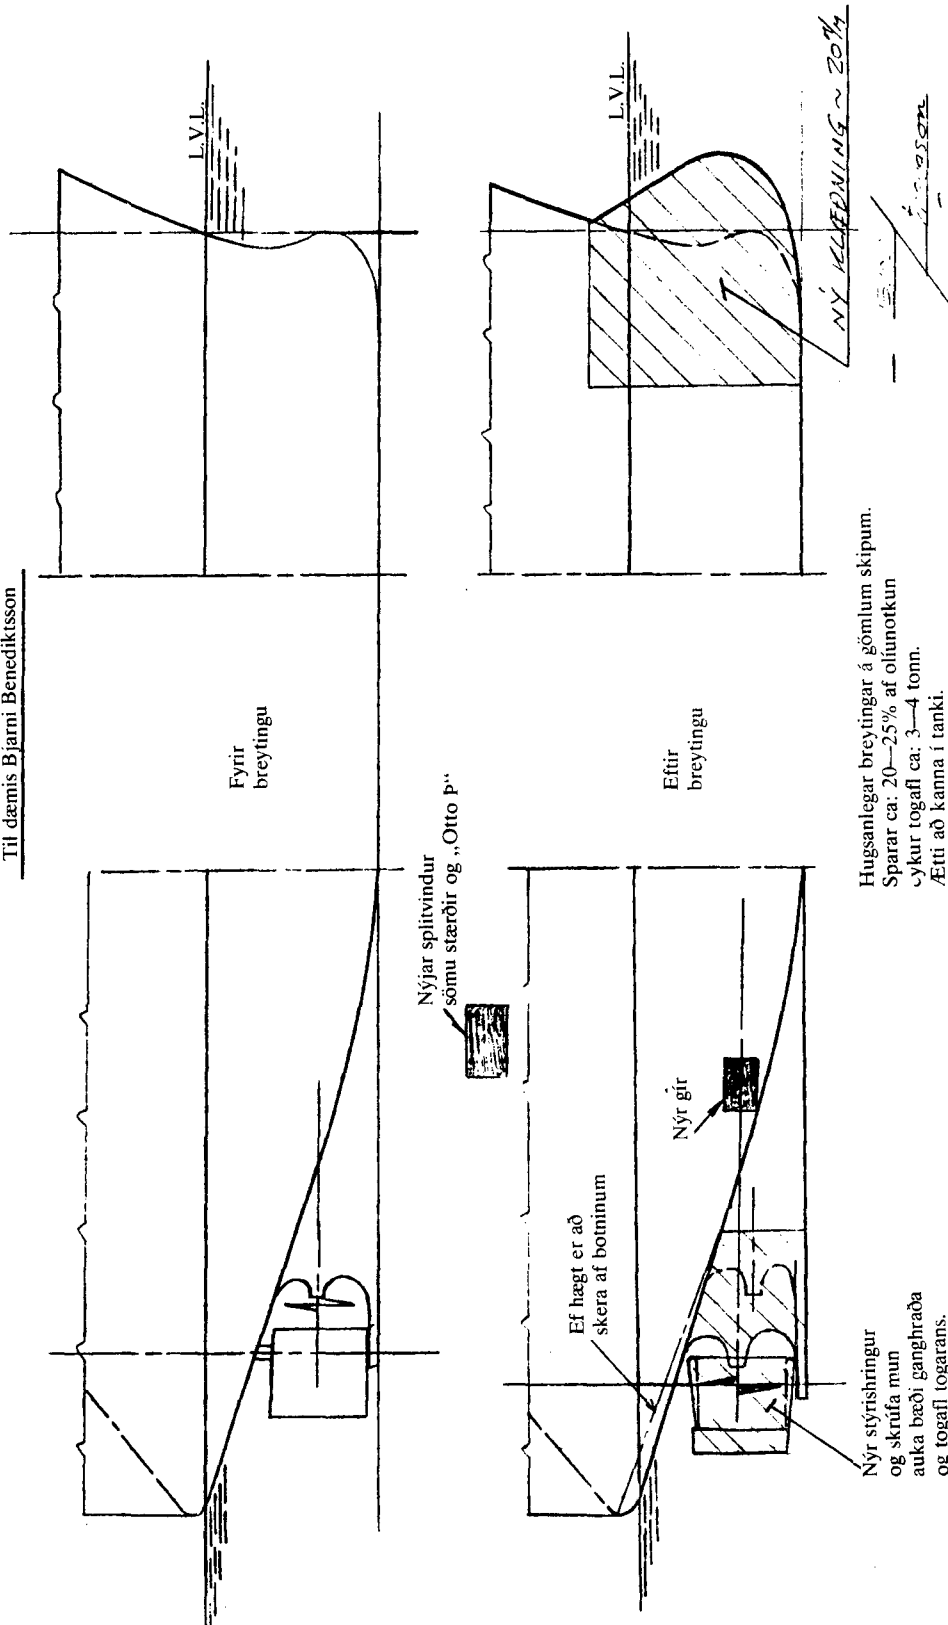 Til dæmis Bjarni Benediktsson
L.V.L.
Fyrir
breytingu
Nýjar splitvindur
sömu stærðir og „Otto Þ“
L.V.L.
Eftir
breytingu
Nýr gír
Ef hægt er að
skera af botninum
NÝ KLÆÐNING ~
Nýr stýrishringur
og skrúfa mun
auka bæði ganghraða
og togafl togarans.
Hugsanlegar breytingar á gömlum skipum.
Sparar ca: 20—25% af olíunotkun
ykur togafl ca: 3—4 tonn.
Ætti að kanna í tanki.